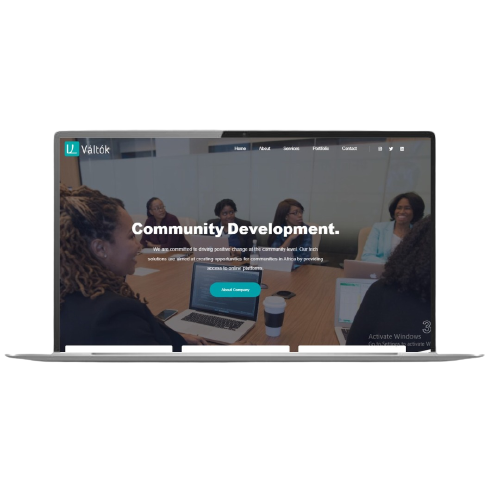 Váltók
Home About Services Portfolio Contact
Community Development.
We are committed to driving positive change at the community level. Our tech
solutions are aimed at creating opportunities for communities in Africa by providing
access to online platforms.
About Company
3
Activate Windows
Go to Settings to activate W